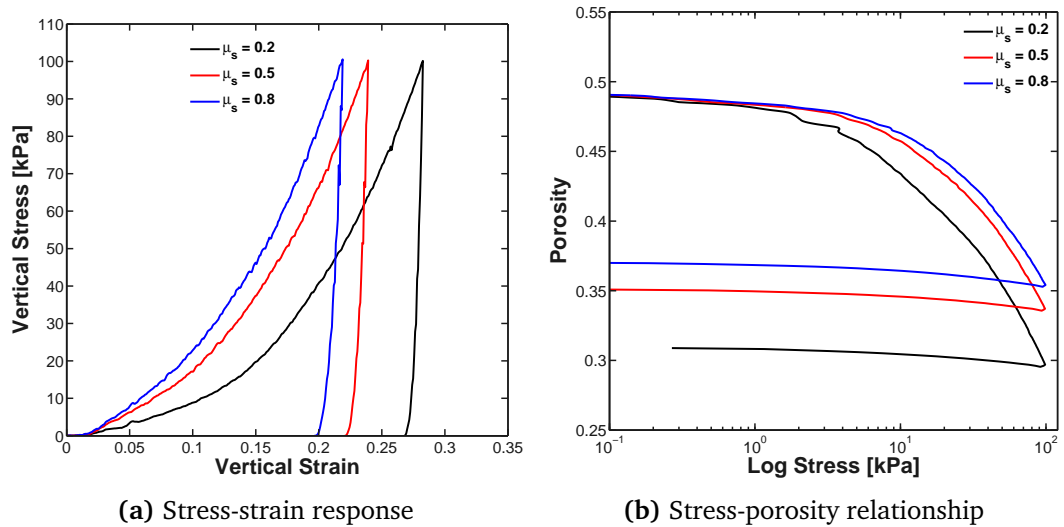 110
100
90
80
70
60
50
40
30
20
10
0
Vertical Stress [kPa]
μs = 0.2
μs = 0.5
μs = 0.8
0 0.05 0.1 0.15 0.2 0.25 0.3 0.35
Vertical Strain
(a) Stress-strain response
0.55
0.5
0.45
0.4
0.35
0.3
0.25
Porosity
μs = 0.2
μs = 0.5
μs = 0.8
10⁻¹ 10⁰ 10¹ 10²
Log Stress [kPa]
(b) Stress-porosity relationship